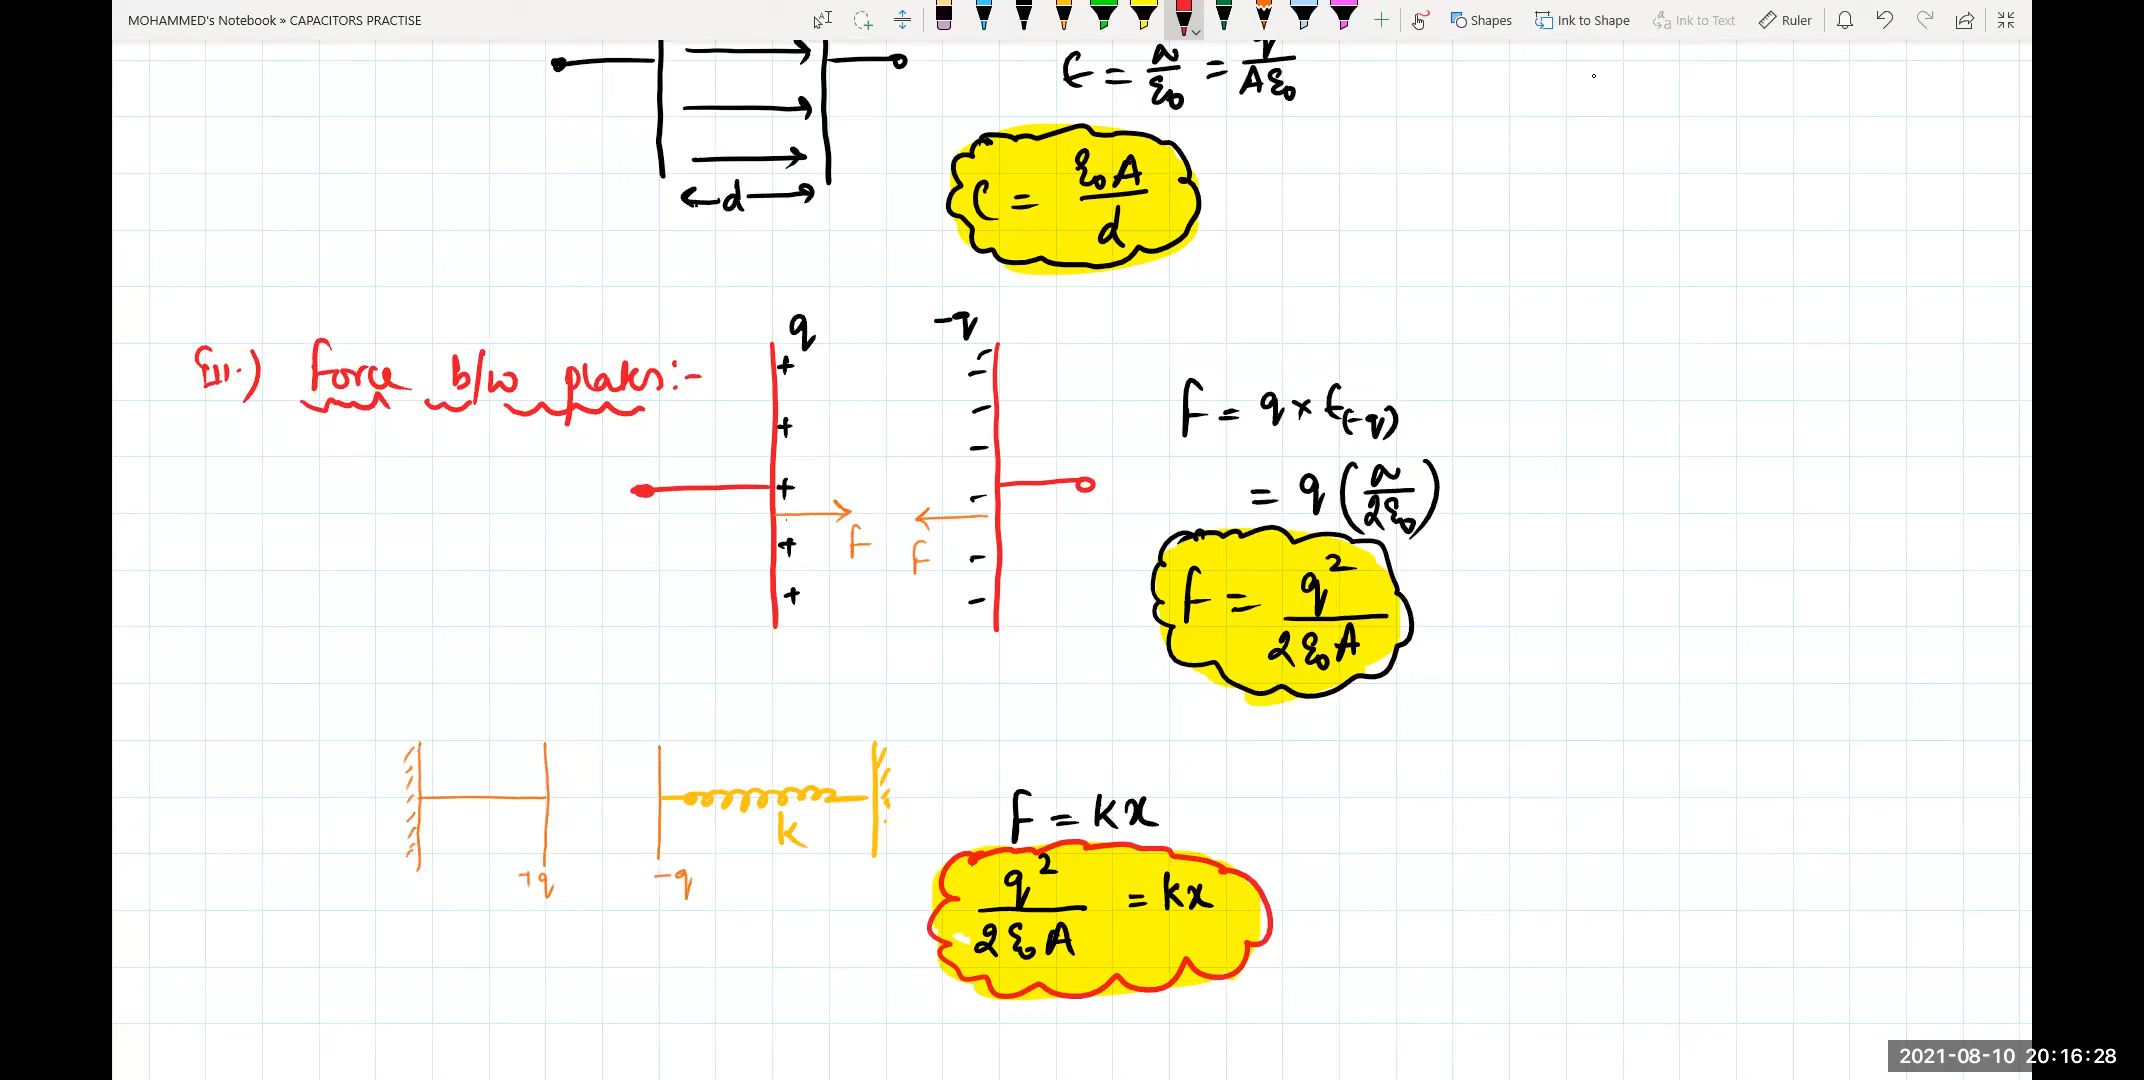 MOHAMMED's Notebook » CAPACITORS PRACTISE
Shapes
Ink to Shape
Ink to Text
Ruler
E = σ/ε₀ = q/Aε₀
d
C = ε₀A/d
q
-q
III.) Force b/w plates:-
+
+
+
+
+
F
F
F = q × E(-q)
= q (σ/2ε₀)
F = q²/2ε₀A
K
+q
-q
F = kx
q²/2ε₀A = kx
2021-08-10 20:16:28